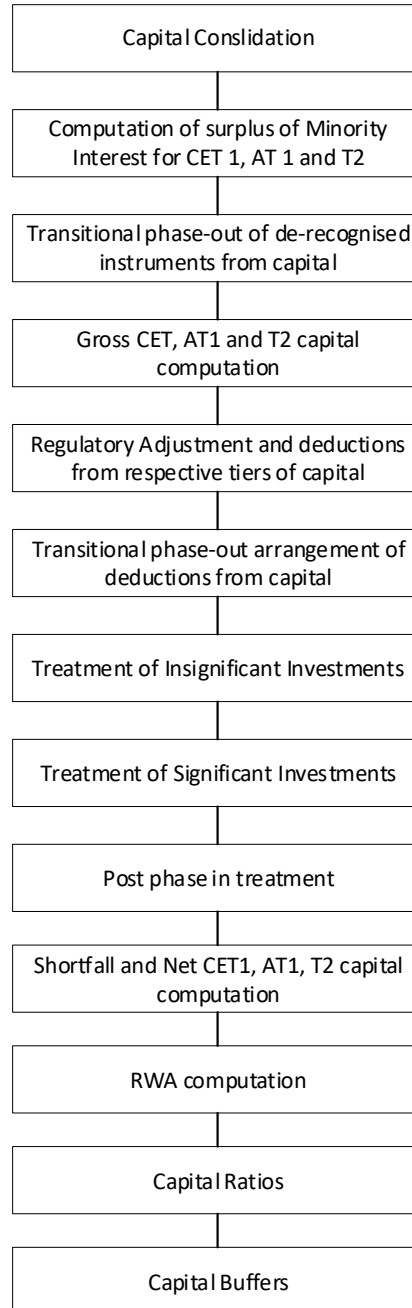 Capital Conslidation
Computation of surplus of Minority
Interest for CET 1, AT 1 and T2
Transitional phase-out of de-recognised
instruments from capital
Gross CET, AT1 and T2 capital
computation
Regulatory Adjustment and deductions
from respective tiers of capital
Transitional phase-out arrangement of
deductions from capital
Treatment of Insignificant Investments
Treatment of Significant Investments
Post phase in treatment
Shortfall and Net CET1, AT1, T2 capital
computation
RWA computation
Capital Ratios
Capital Buffers